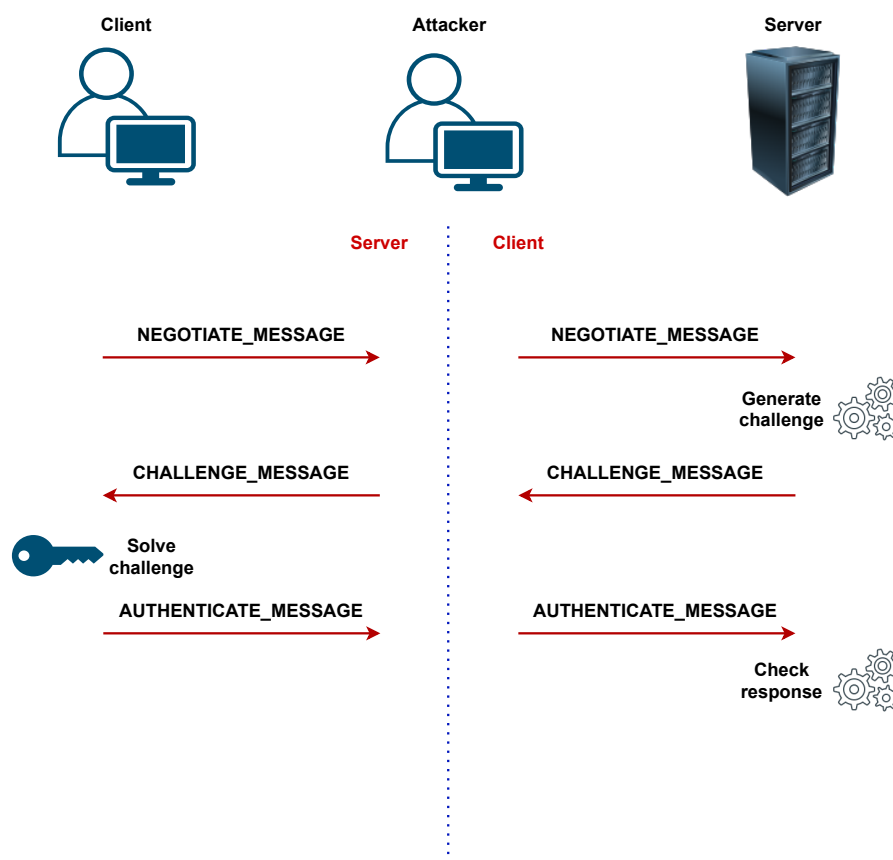 Client
Attacker
Server
Server
Client
NEGOTIATE_MESSAGE
NEGOTIATE_MESSAGE
Generate
challenge
CHALLENGE_MESSAGE
CHALLENGE_MESSAGE
Solve
challenge
AUTHENTICATE_MESSAGE
AUTHENTICATE_MESSAGE
Check
response